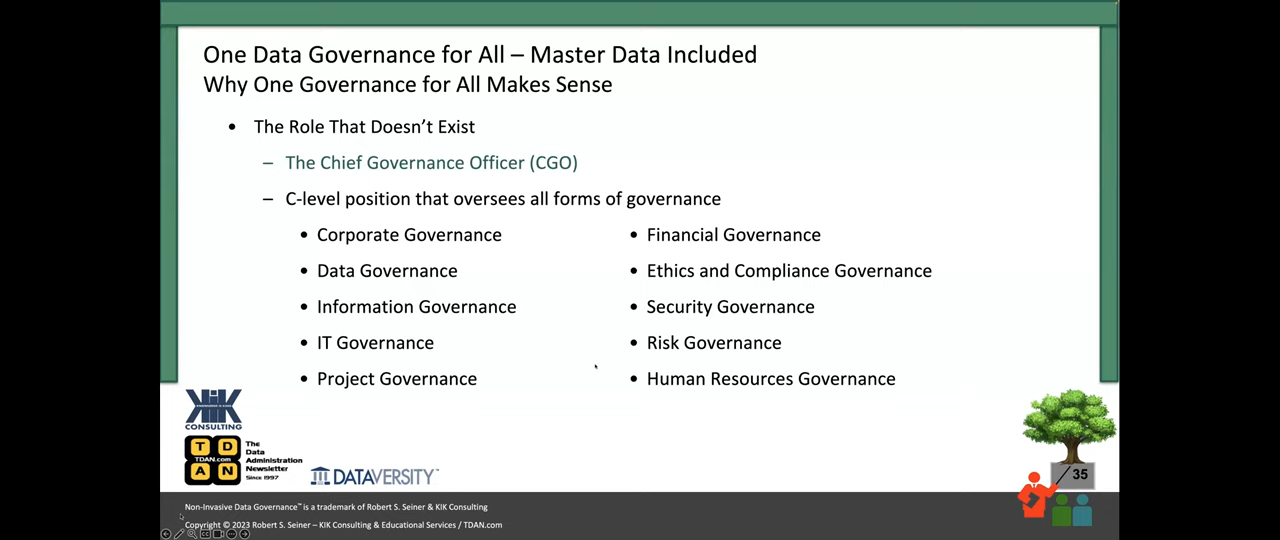 One Data Governance for All – Master Data Included
Why One Governance for All Makes Sense
• The Role That Doesn't Exist
– The Chief Governance Officer (CGO)
– C-level position that oversees all forms of governance
• Corporate Governance
• Data Governance
• Information Governance
• IT Governance
• Project Governance
• Financial Governance
• Ethics and Compliance Governance
• Security Governance
• Risk Governance
• Human Resources Governance
KIK
CONSULTING
T D
TDAN.com
A N
The
Data
Administration
Newsletter
Since 1997
DATAVERSITY™
35
Non-Invasive Data Governance™ is a trademark of Robert S. Seiner & KIK Consulting
Copyright © 2023 Robert S. Seiner – KIK Consulting & Educational Services / TDAN.com